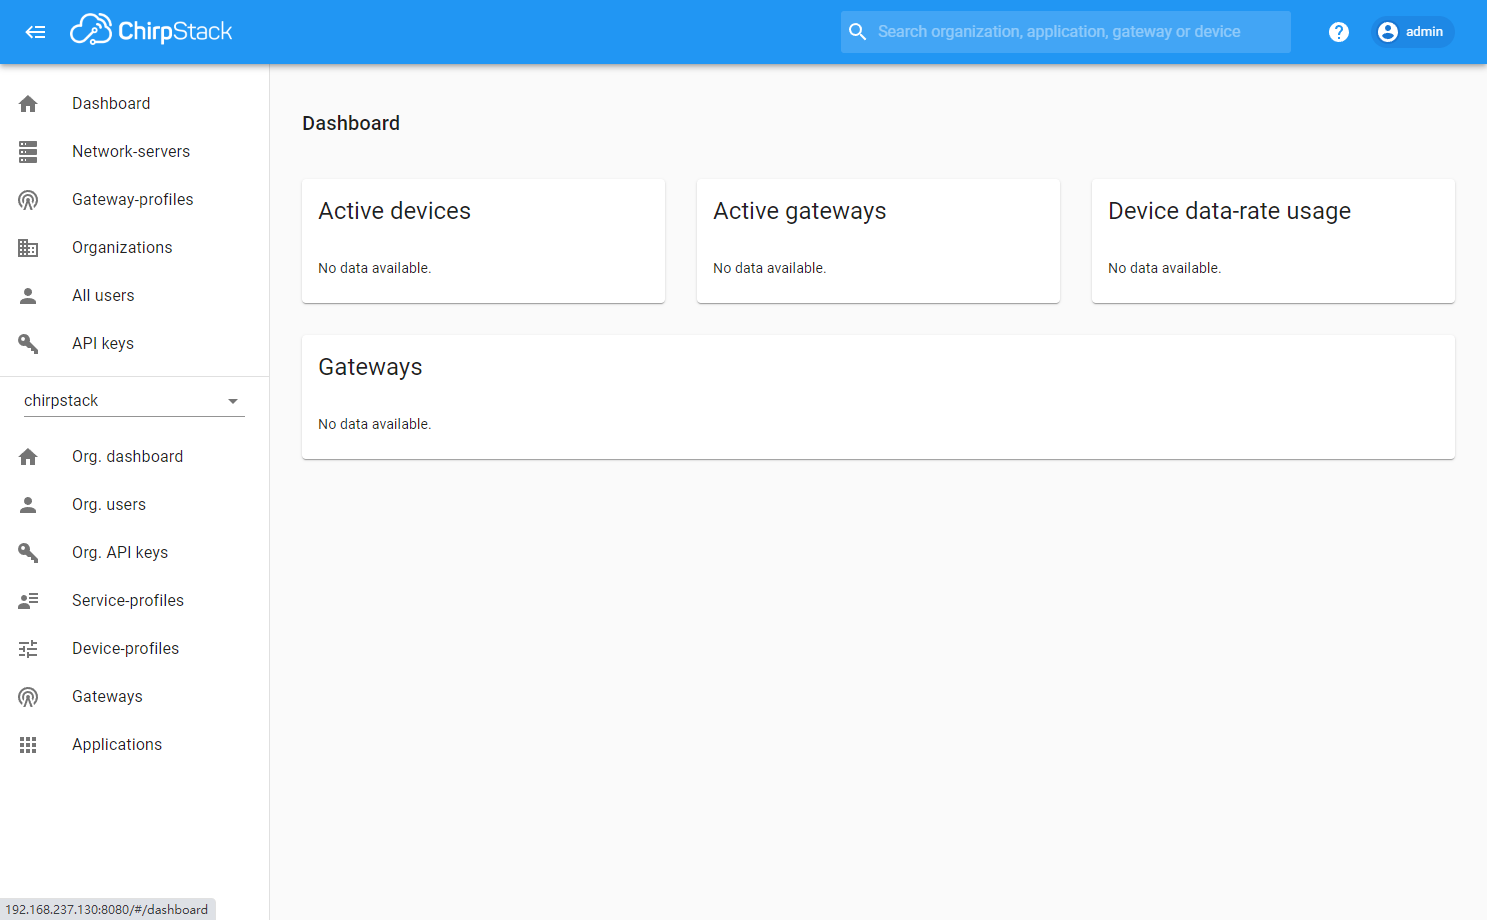 ChirpStack
Search organization, application, gateway or device
?
admin
Dashboard
Network-servers
Gateway-profiles
Organizations
All users
API keys
chirpstack
Org. dashboard
Org. users
Org. API keys
Service-profiles
Device-profiles
Gateways
Applications
192.168.237.130:8080/#/dashboard
Dashboard
Active devices
No data available.
Active gateways
No data available.
Device data-rate usage
No data available.
Gateways
No data available.